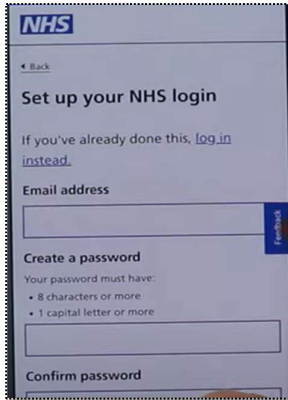 NHS
Back
Set up your NHS login
If you've already done this, log in
instead.
Email address
Feedback
Create a password
Your password must have:
• 8 characters or more
• 1 capital letter or more
Confirm password